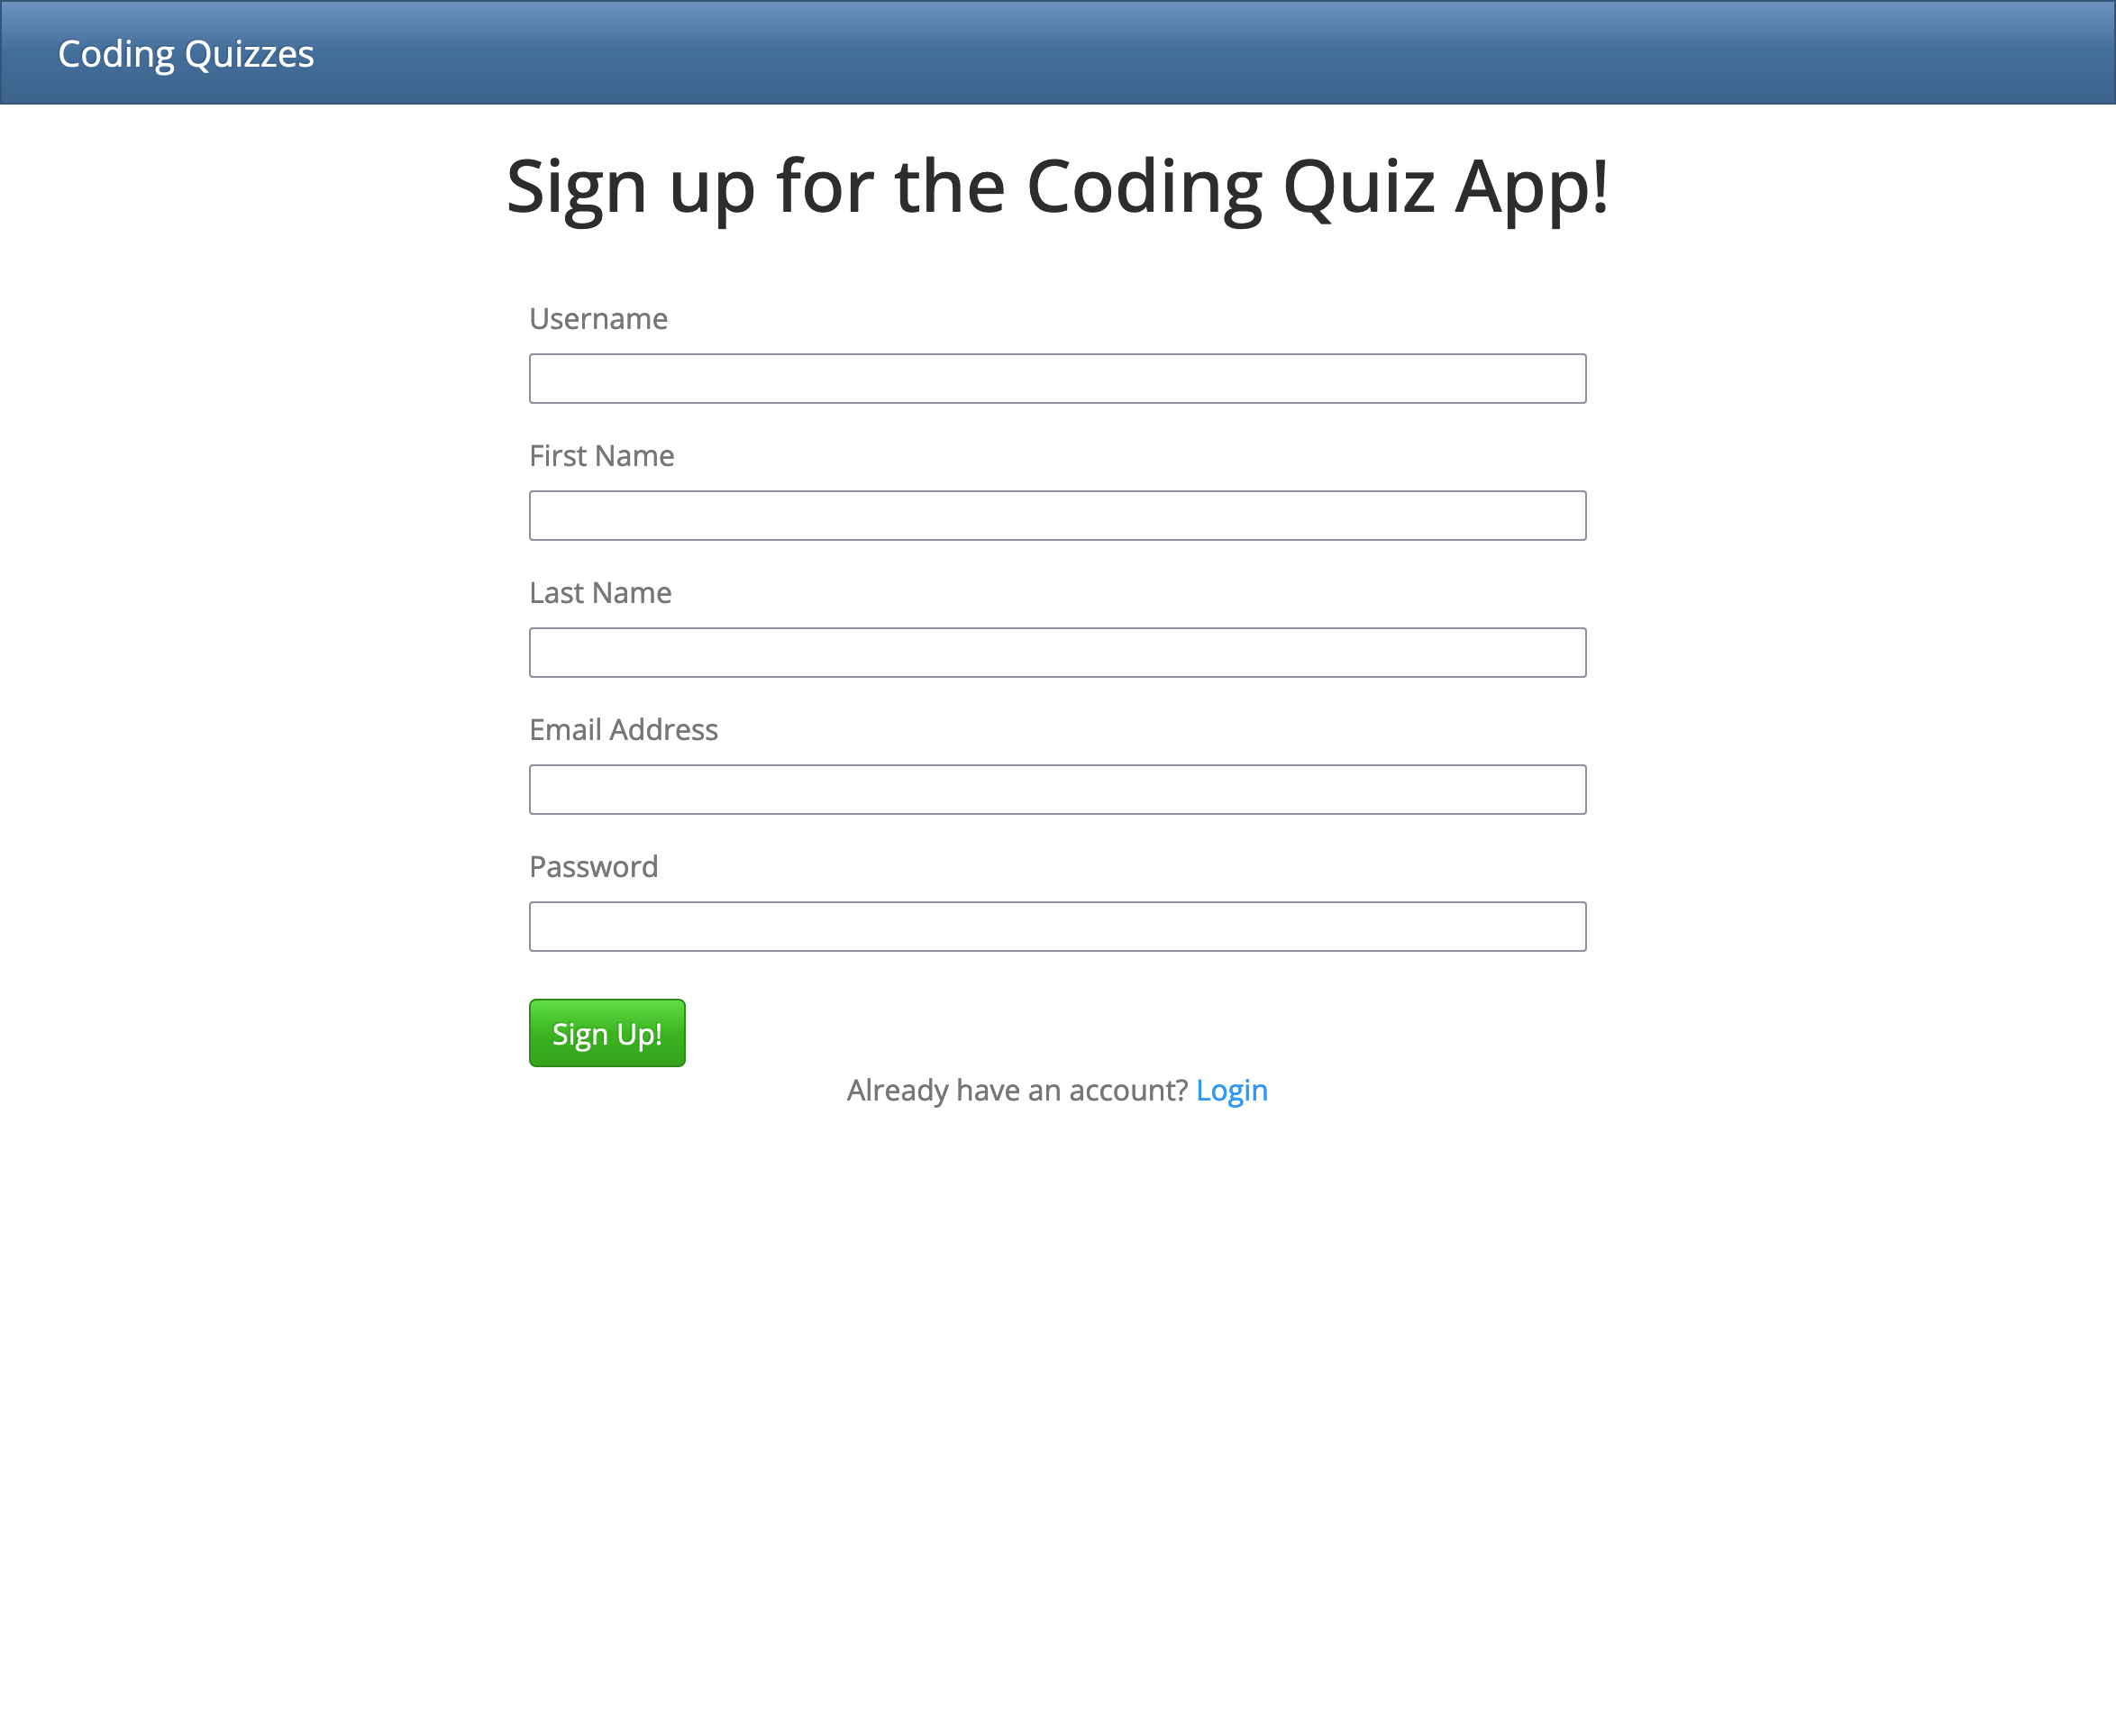 Coding Quizzes
Sign up for the Coding Quiz App!
Username
First Name
Last Name
Email Address
Password
Sign Up!
Already have an account? Login